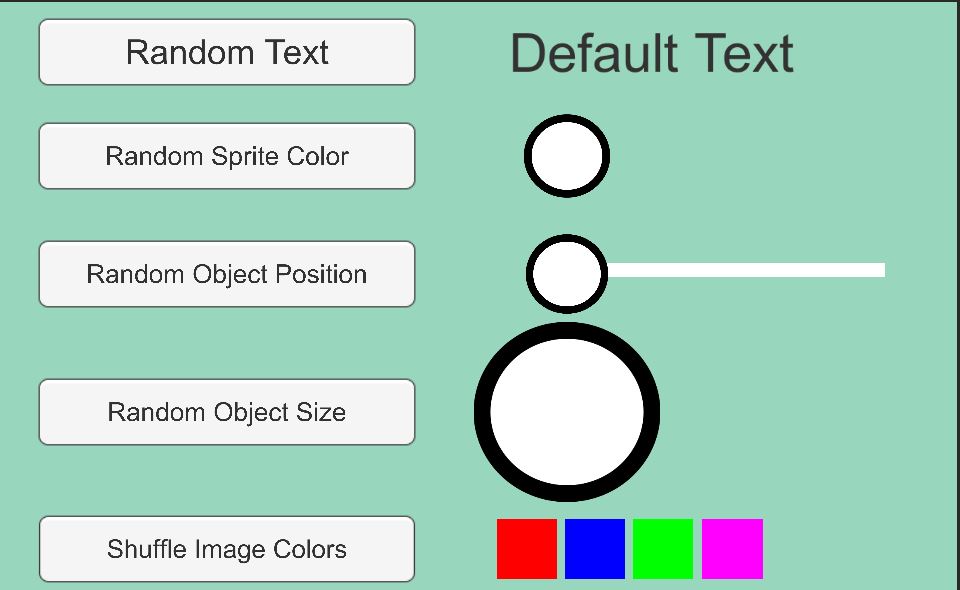 Random Text
Default Text
Random Sprite Color
Random Object Position
Random Object Size
Shuffle Image Colors